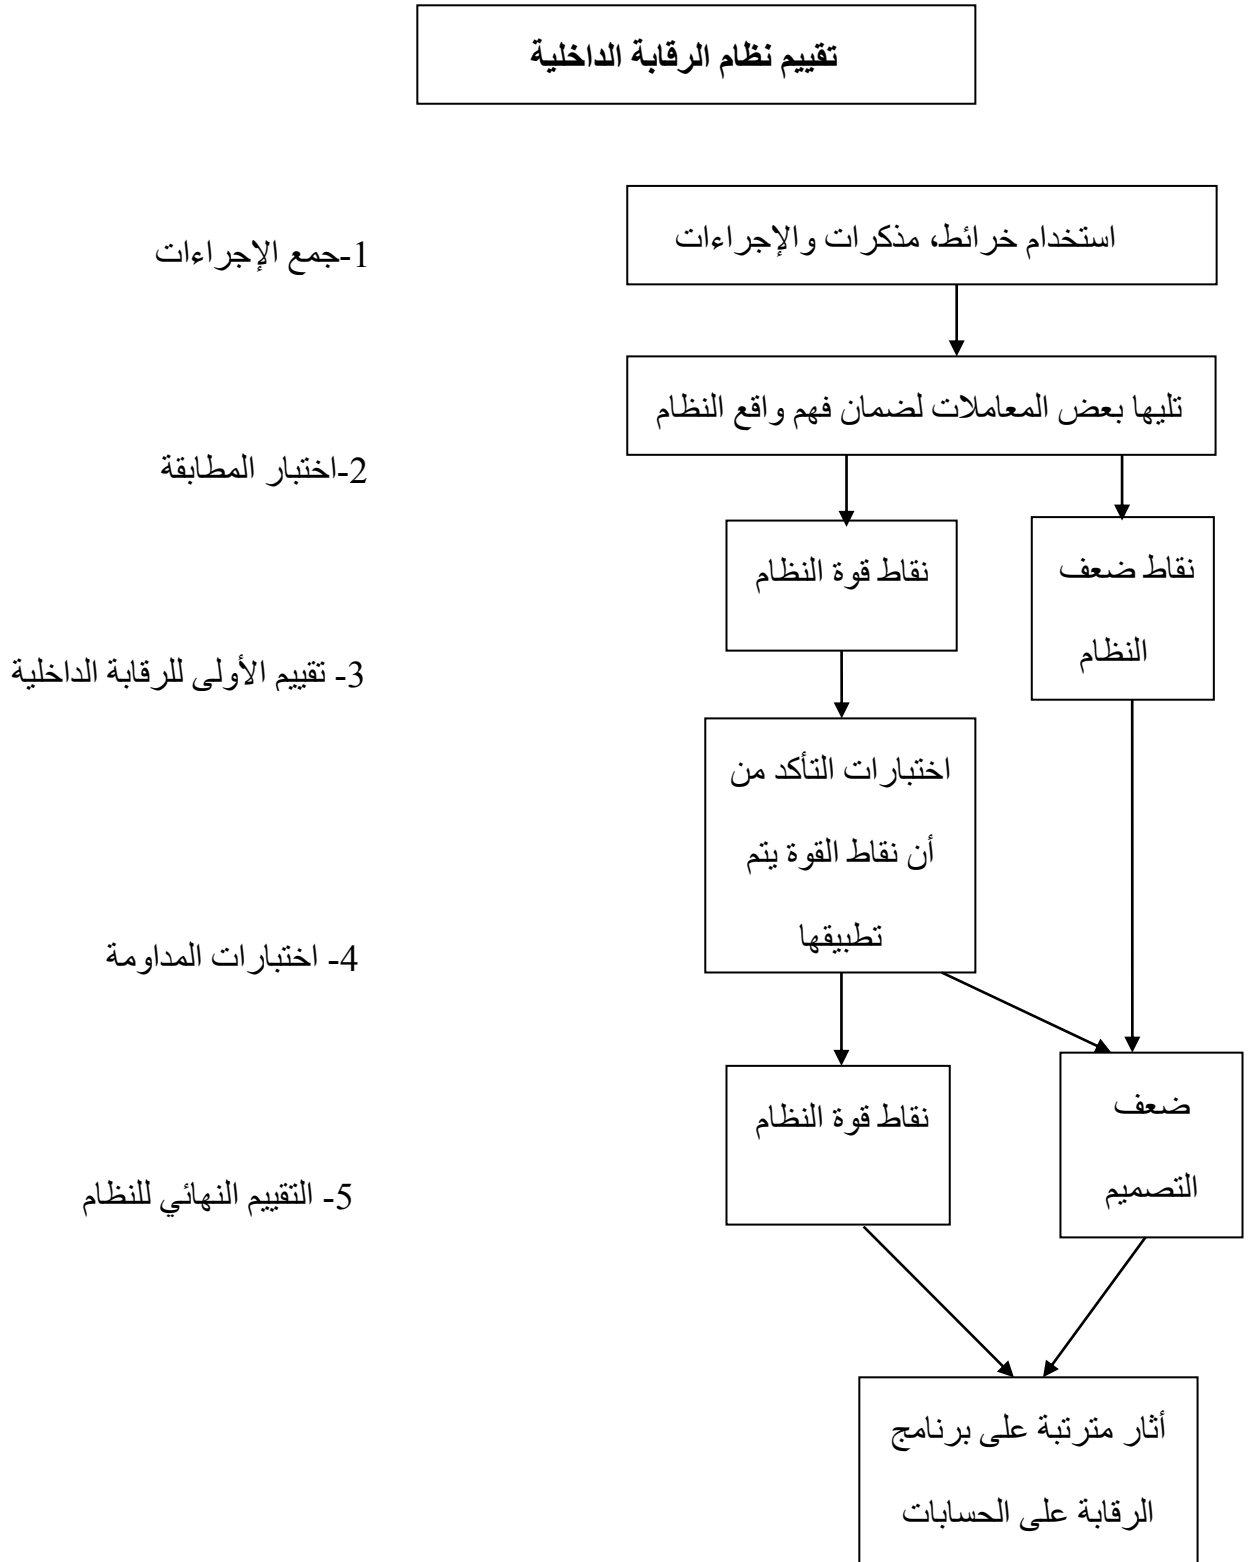 تقييم نظام الرقابة الداخلية
استخدام خرائط، مذكرات والإجراءات
1-جمع الإجراءات
تليها بعض المعاملات لضمان فهم واقع النظام
2-اختبار المطابقة
نقاط ضعف
النظام
نقاط قوة النظام
3- تقييم الأولى للرقابة الداخلية
اختبارات التأكد من
أن نقاط القوة يتم
تطبيقها
4- اختبارات المداومة
ضعف
التصميم
نقاط قوة النظام
5- التقييم النهائي للنظام
أثار مترتبة على برنامج
الرقابة على الحسابات